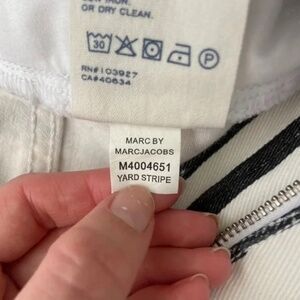 OR DRY CLEAN.
30 P
RN#103927
CA#40634
MARC BY
MARCJACOBS
M4004651
YARD STRIPE